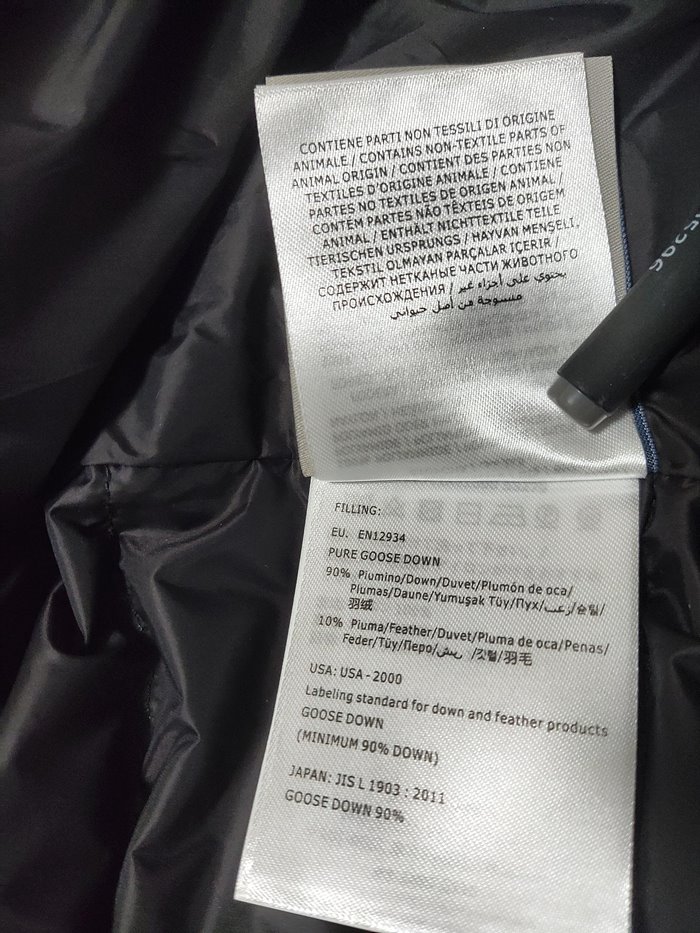 CONTIENE PARTI NON TESSILI DI ORIGINE
ANIMALE / CONTAINS NON-TEXTILE PARTS OF
ANIMAL ORIGIN / CONTIENT DES PARTIES NON
TEXTILES D'ORIGINE ANIMALE / CONTIENE
PARTES NO TEXTILES DE ORIGEN ANIMAL /
CONTÉM PARTES NÃO TÊXTEIS DE ORIGEM
ANIMAL / ENTHÄLT NICHTTEXTILE TEILE
TIERISCHEN URSPRUNGS / HAYVAN MENŞELİ,
TEKSTIL OLMAYAN PARÇALAR IÇERIR /
СОДЕРЖИТ НЕТКАНЫЕ ЧАСТИ ЖИВОТНОГО
ПРОИСХОЖДЕНИЯ / يحتوي على أجزاء غير
منسوجة من أصل حيواني
FILLING:
EU. EN12934
PURE GOOSE DOWN
90% Piumino/Down/Duvet/Plumón de oca/
Plumas/Daune/Yumuşak Tüy/Пух/زغب/솜털/
羽绒
10% Piuma/Feather/Duvet/Pluma de oca/Penas/
Feder/Tüy/Перо/ريش/깃털/羽毛
USA: USA-2000
Labeling standard for down and feather products
GOOSE DOWN
(MINIMUM 90% DOWN)
JAPAN: JIS L 1903 : 2011
GOOSE DOWN 90%